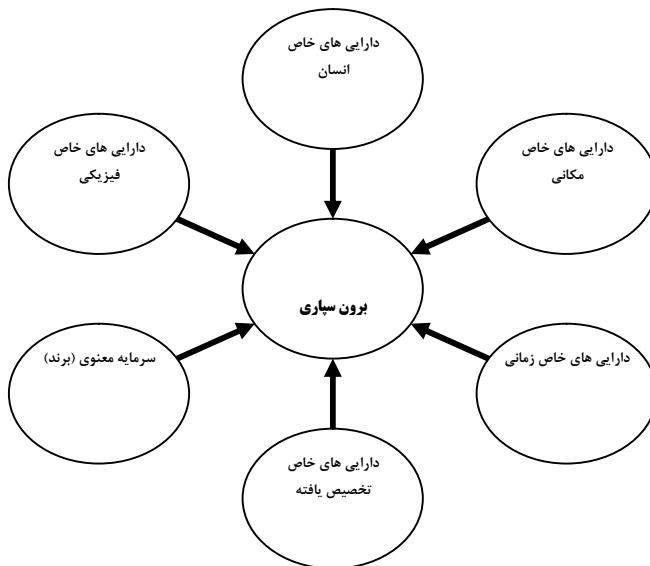 دارایی های خاص
انسان
دارایی های خاص
مکانی
دارایی های خاص
فیزیکی
برون سپاری
دارایی های خاص زمانی
سرمایه معنوی (برند)
دارایی های خاص
تخصیص یافته